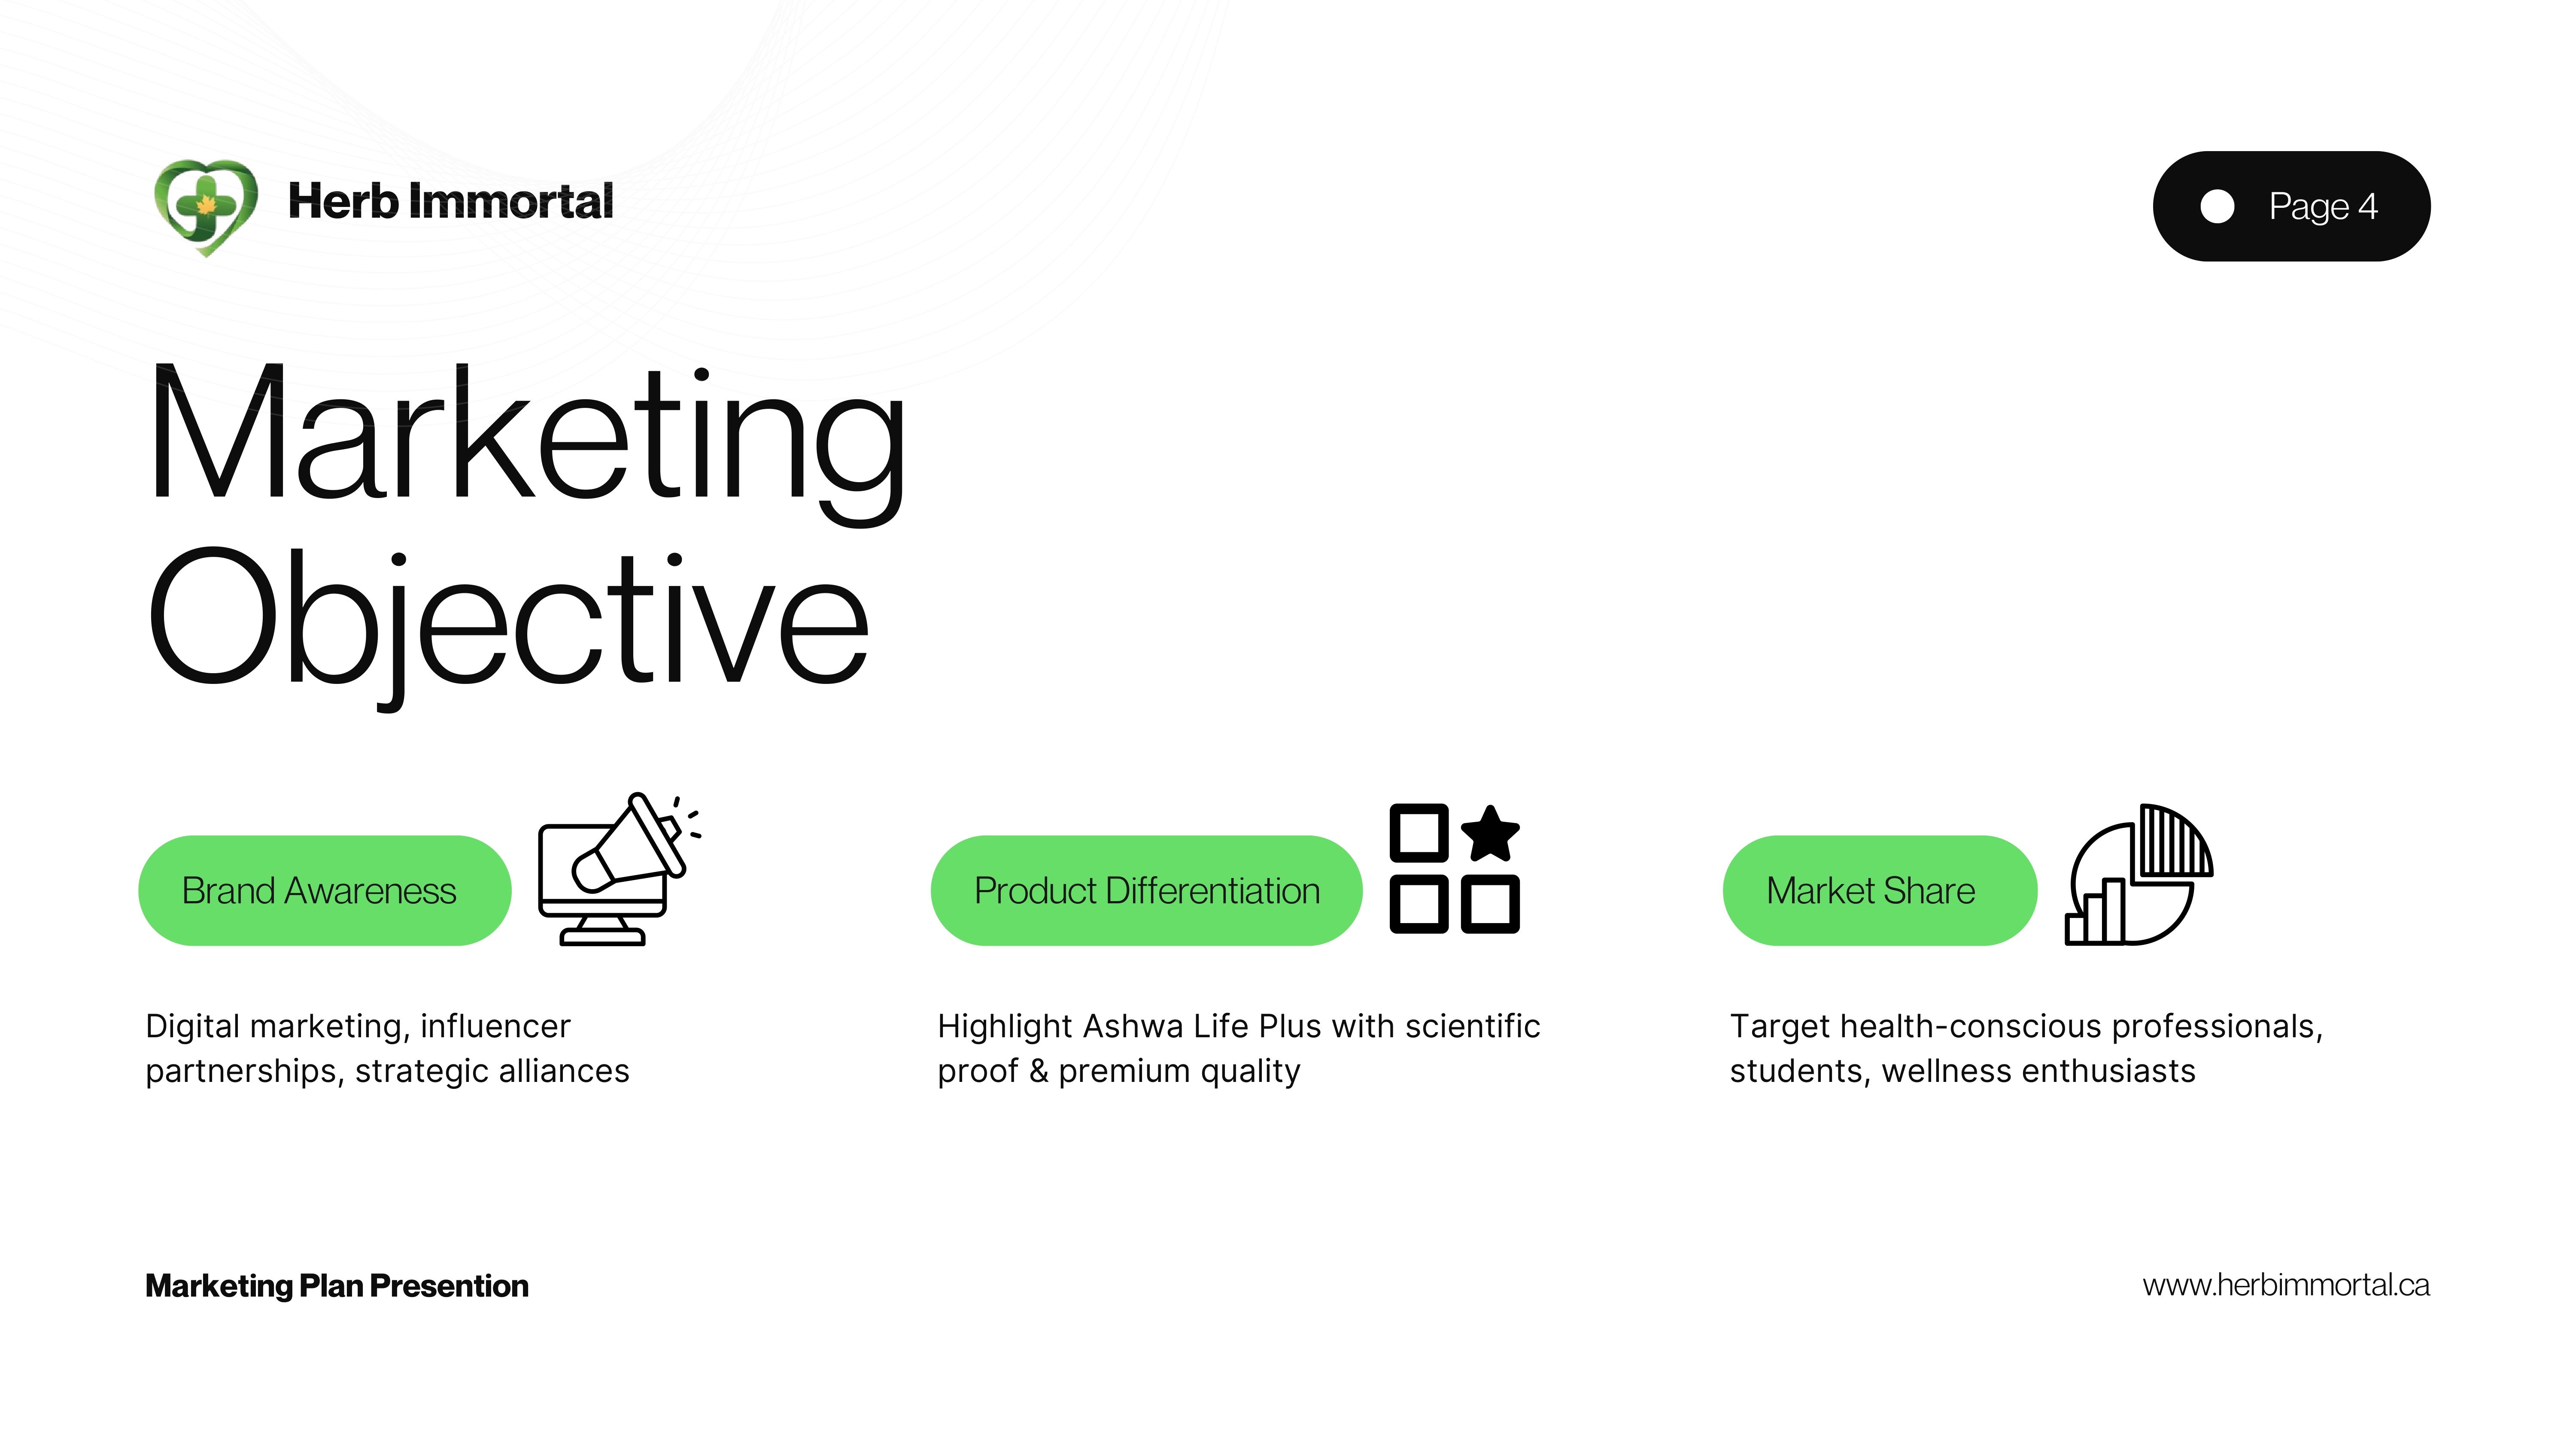 Herb Immortal
Page 4
Marketing
Objective
Brand Awareness
Product Differentiation
Market Share
Digital marketing, influencer
partnerships, strategic alliances
Highlight Ashwa Life Plus with scientific
proof & premium quality
Target health-conscious professionals,
students, wellness enthusiasts
Marketing Plan Presention
www.herbimmortal.ca